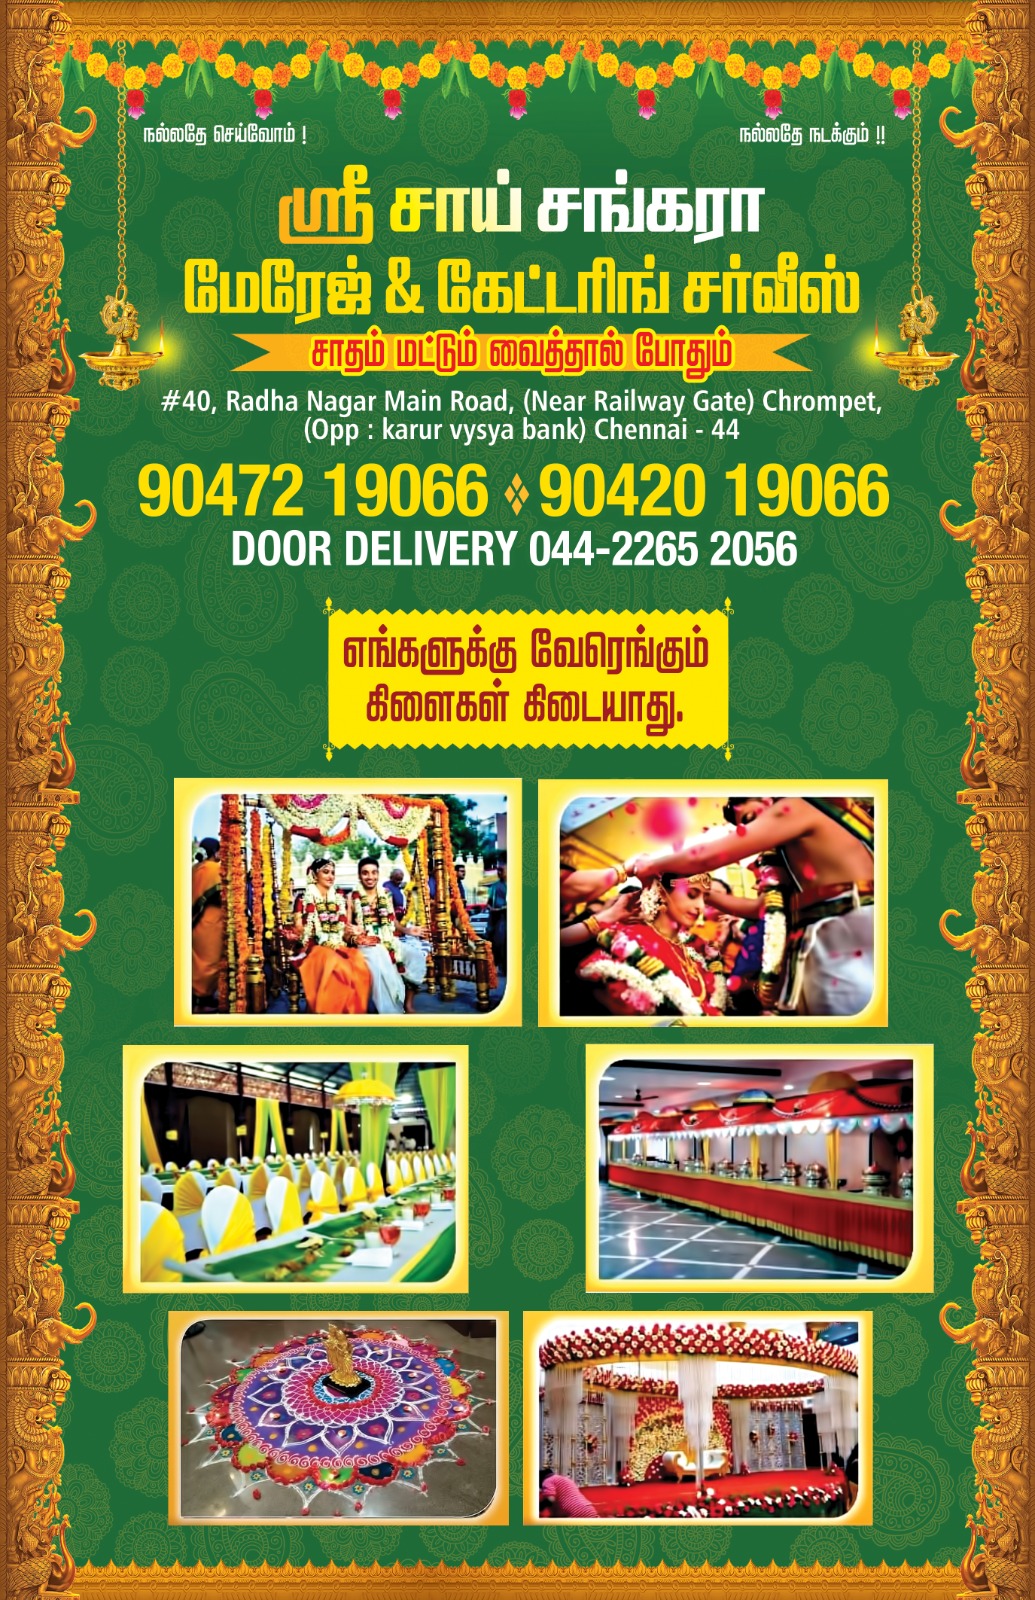 நல்லதே செய்வோம் !
நல்லதே நடக்கும் !!
ஸ்ரீ சாய் சங்கரா
மேரேஜ் & கேட்டரிங் சர்வீஸ்
சாதம் மட்டும் வைத்தால் போதும்
#40, Radha Nagar Main Road, (Near Railway Gate) Chrompet,
(Opp : karur vysya bank) Chennai - 44
90472 19066 90420 19066
DOOR DELIVERY 044-2265 2056
எங்களுக்கு வேரெங்கும்
கிளைகள் கிடையாது.